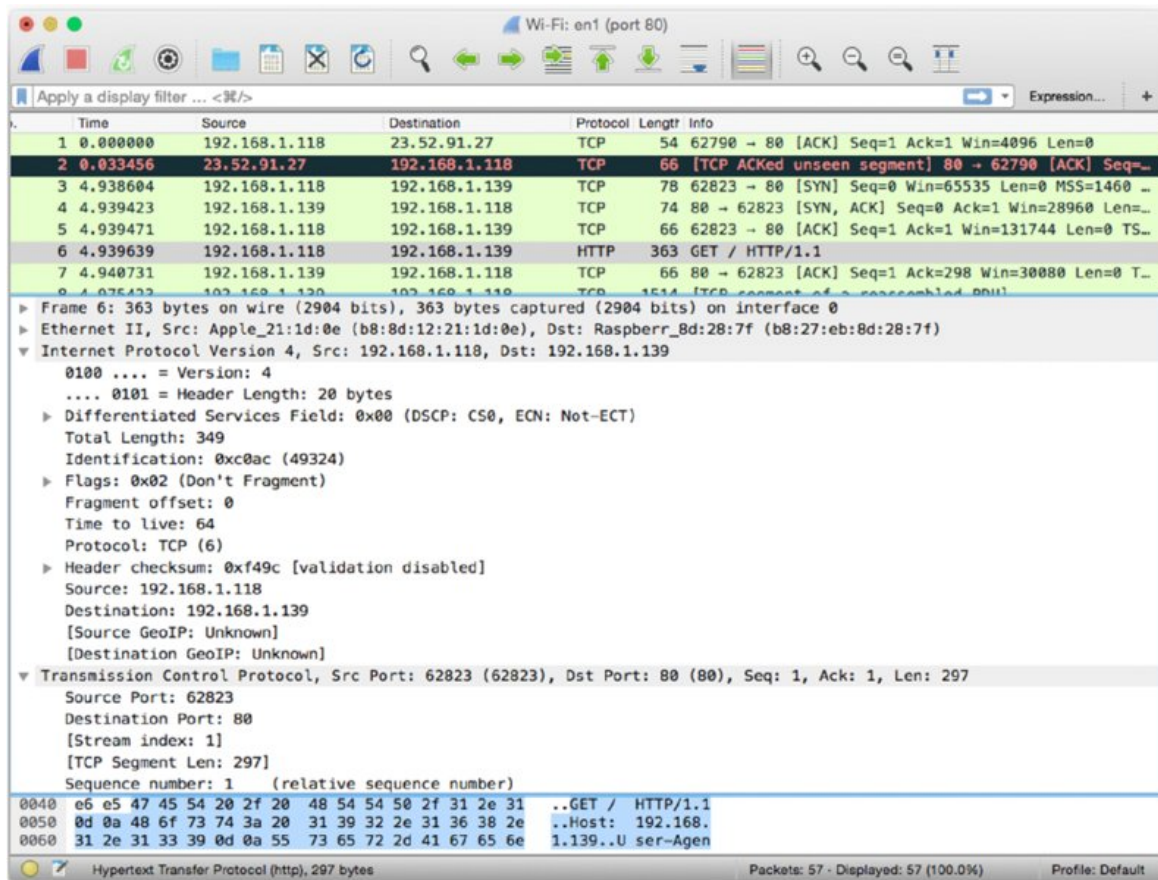 Wi-Fi: en1 (port 80)
Apply a display filter ... <⌘/> Expression... +
. Time Source Destination Protocol Length Info
1 0.000000 192.168.1.118 23.52.91.27 TCP 54 62790 → 80 [ACK] Seq=1 Ack=1 Win=4096 Len=0
2 0.033456 23.52.91.27 192.168.1.118 TCP 66 [TCP ACKed unseen segment] 80 → 62790 [ACK] Seq=…
3 4.938604 192.168.1.118 192.168.1.139 TCP 78 62823 → 80 [SYN] Seq=0 Win=65535 Len=0 MSS=1460 …
4 4.939423 192.168.1.139 192.168.1.118 TCP 74 80 → 62823 [SYN, ACK] Seq=0 Ack=1 Win=28960 Len=…
5 4.939471 192.168.1.118 192.168.1.139 TCP 66 62823 → 80 [ACK] Seq=1 Ack=1 Win=131744 Len=0 TS…
6 4.939639 192.168.1.118 192.168.1.139 HTTP 363 GET / HTTP/1.1
7 4.940731 192.168.1.139 192.168.1.118 TCP 66 80 → 62823 [ACK] Seq=1 Ack=298 Win=30080 Len=0 T…
8 4.975423 192.168.1.139 192.168.1.118 TCP 1514 [TCP segment of a reassembled PDU]
Frame 6: 363 bytes on wire (2904 bits), 363 bytes captured (2904 bits) on interface 0
Ethernet II, Src: Apple_21:1d:0e (b8:8d:12:21:1d:0e), Dst: Raspberr_8d:28:7f (b8:27:eb:8d:28:7f)
Internet Protocol Version 4, Src: 192.168.1.118, Dst: 192.168.1.139
0100 .... = Version: 4
.... 0101 = Header Length: 20 bytes
Differentiated Services Field: 0x00 (DSCP: CS0, ECN: Not-ECT)
Total Length: 349
Identification: 0xc0ac (49324)
Flags: 0x02 (Don't Fragment)
Fragment offset: 0
Time to live: 64
Protocol: TCP (6)
Header checksum: 0xf49c [validation disabled]
Source: 192.168.1.118
Destination: 192.168.1.139
[Source GeoIP: Unknown]
[Destination GeoIP: Unknown]
Transmission Control Protocol, Src Port: 62823 (62823), Dst Port: 80 (80), Seq: 1, Ack: 1, Len: 297
Source Port: 62823
Destination Port: 80
[Stream index: 1]
[TCP Segment Len: 297]
Sequence number: 1 (relative sequence number)
0040 e6 e5 47 45 54 20 2f 20 48 54 54 50 2f 31 2e 31 ..GET / HTTP/1.1
0050 0d 0a 48 6f 73 74 3a 20 31 39 32 2e 31 36 38 2e ..Host: 192.168.
0060 31 2e 31 33 39 0d 0a 55 73 65 72 2d 41 67 65 6e 1.139..U ser-Agen
Hypertext Transfer Protocol (http), 297 bytes Packets: 57 · Displayed: 57 (100.0%) Profile: Default